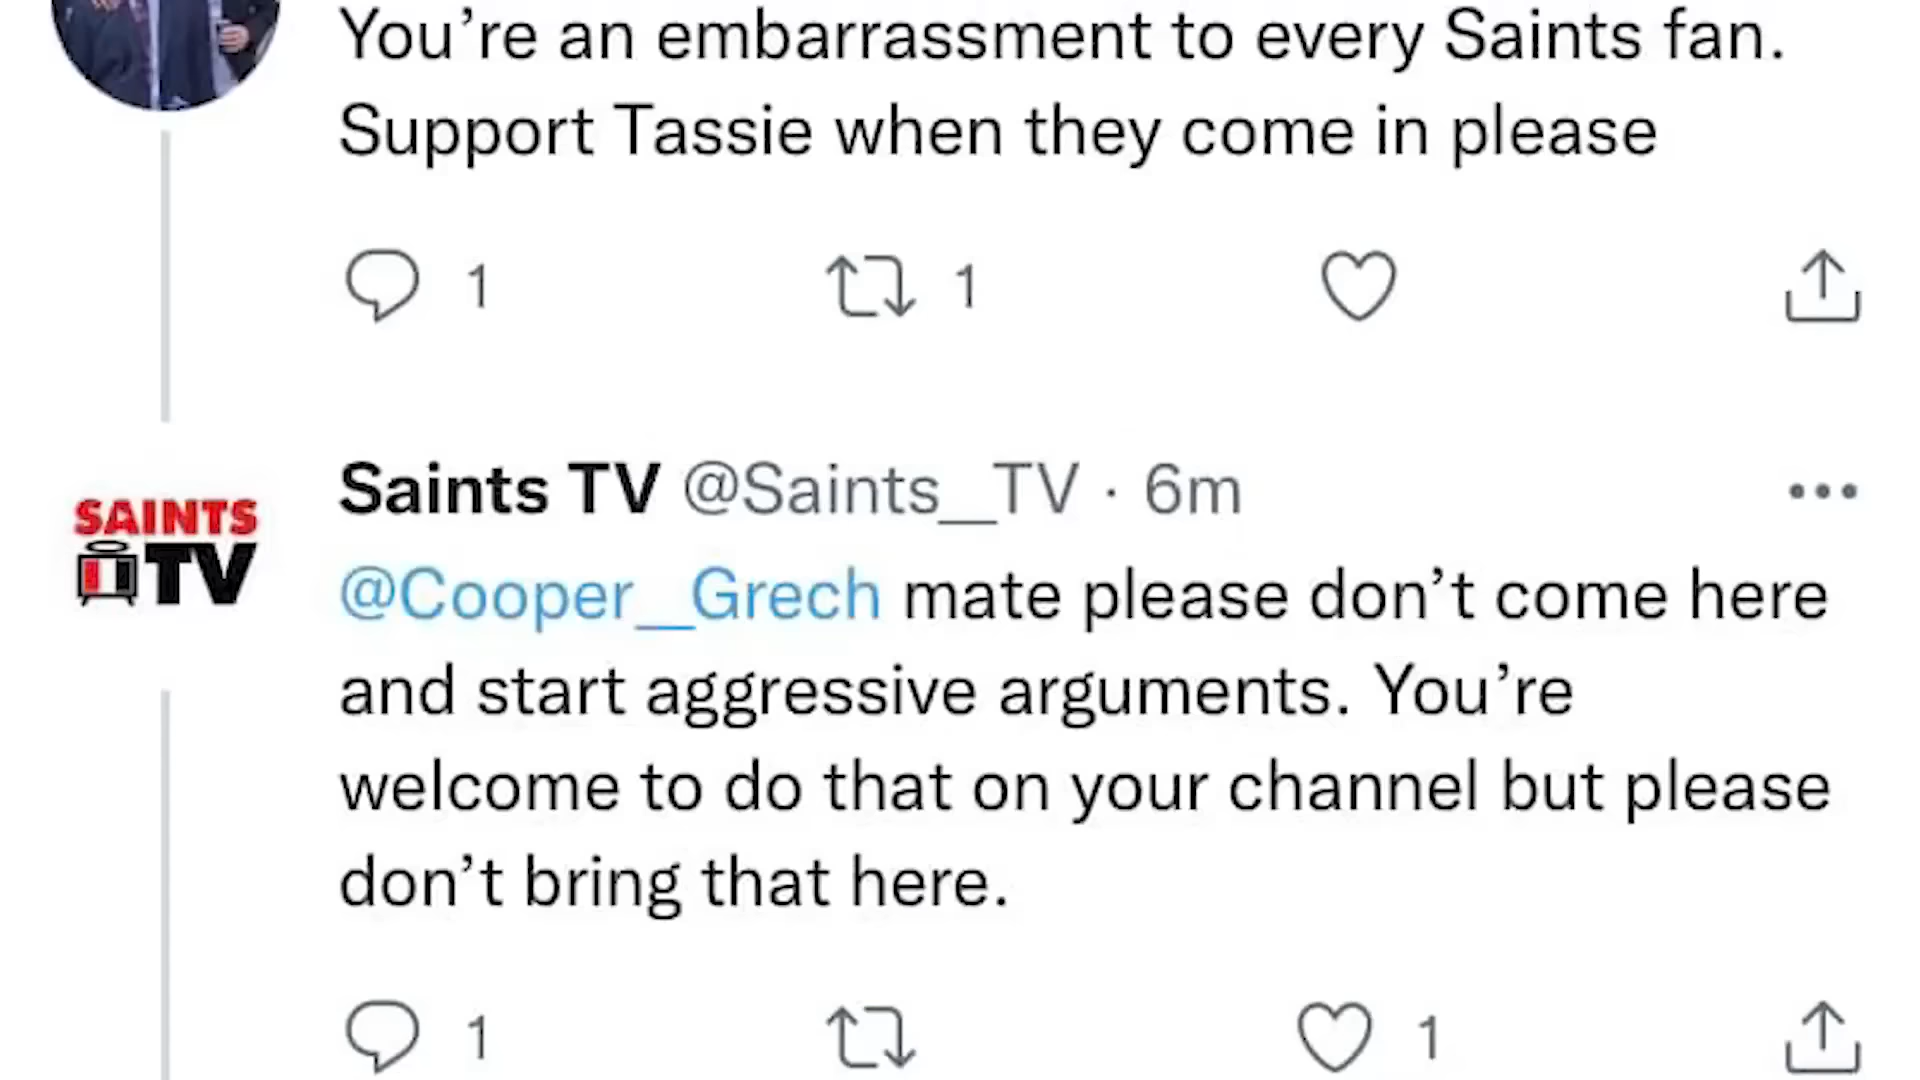 You’re an embarrassment to every Saints fan.
Support Tassie when they come in please
1 1
SAINTS
TV
Saints TV @Saints__TV · 6m
@Cooper__Grech mate please don’t come here
and start aggressive arguments. You’re
welcome to do that on your channel but please
don’t bring that here.
1 1